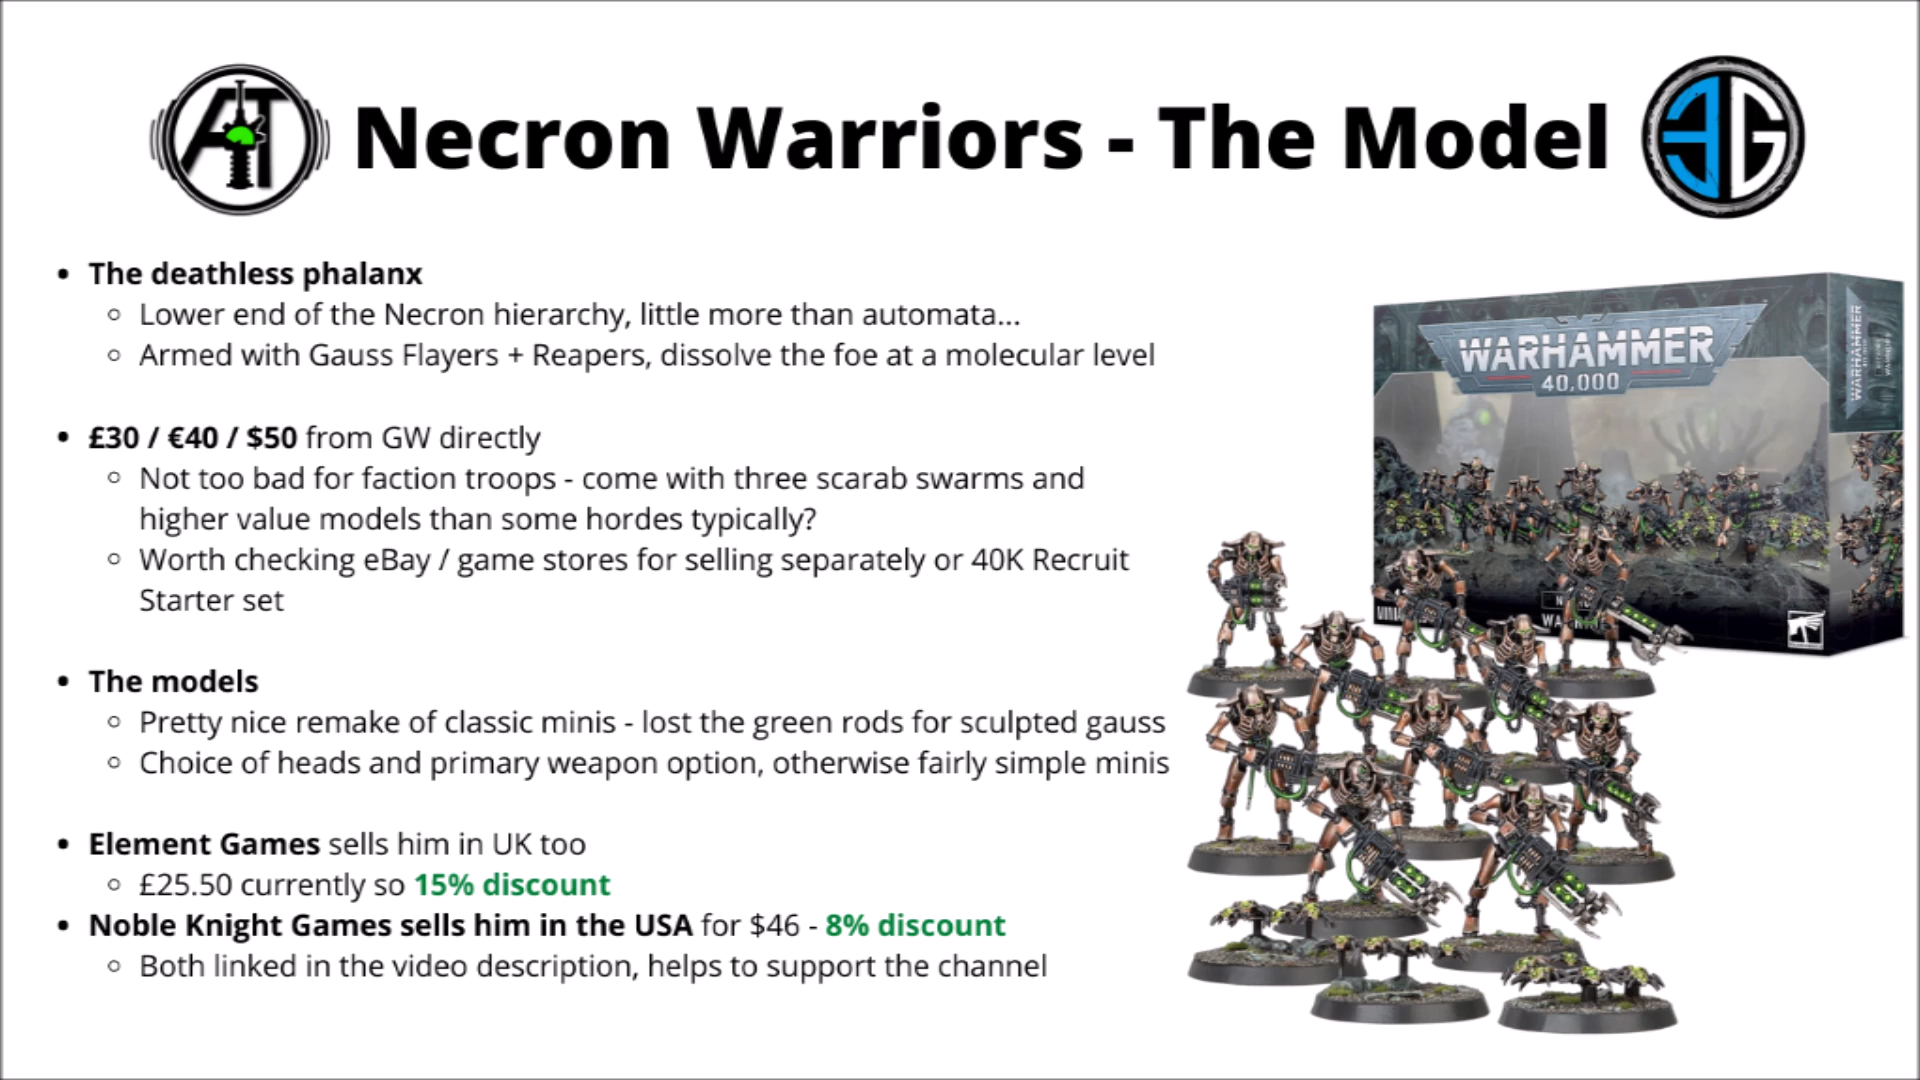 AT
Necron Warriors - The Model
• The deathless phalanx
◦ Lower end of the Necron hierarchy, little more than automata...
◦ Armed with Gauss Flayers + Reapers, dissolve the foe at a molecular level
• £30 / €40 / $50 from GW directly
◦ Not too bad for faction troops - come with three scarab swarms and
higher value models than some hordes typically?
◦ Worth checking eBay / game stores for selling separately or 40K Recruit
Starter set
• The models
◦ Pretty nice remake of classic minis - lost the green rods for sculpted gauss
◦ Choice of heads and primary weapon option, otherwise fairly simple minis
• Element Games sells him in UK too
◦ £25.50 currently so 15% discount
• Noble Knight Games sells him in the USA for $46 - 8% discount
◦ Both linked in the video description, helps to support the channel
WARHAMMER
40,000
WARHAMMER